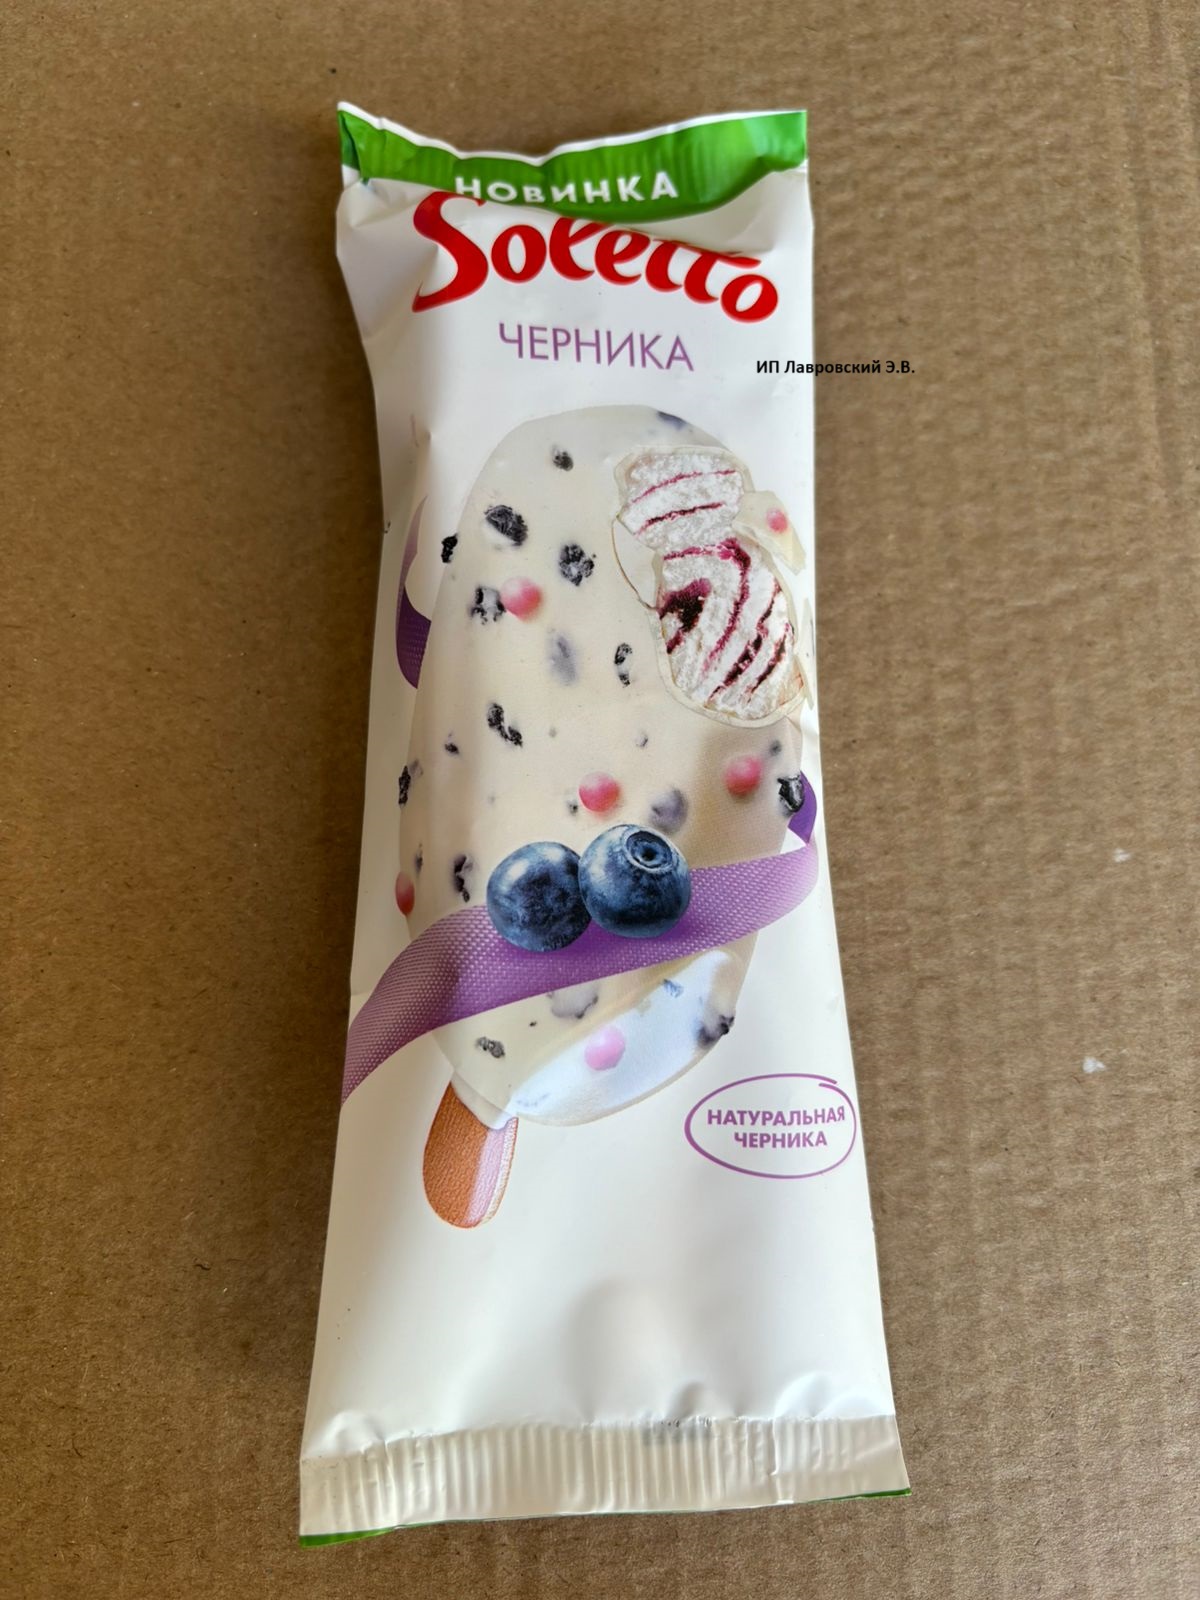 НОВИНКА
Soletto
ЧЕРНИКА
ИП Лавровский Э.В.
НАТУРАЛЬНАЯ
ЧЕРНИКА